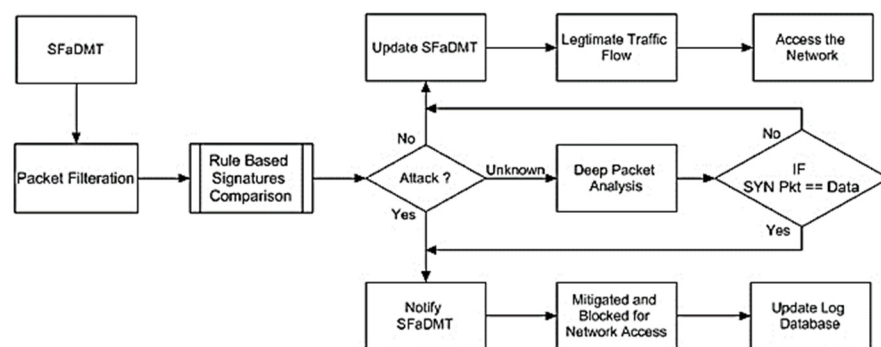 SFaDMT
Update SFaDMT
Legtimate Traffic
Flow
Access the
Network
No
No
Packet Filteration
Rule Based
Signatures
Comparison
Attack ?
Unknown
Deep Packet
Analysis
IF
SYN Pkt == Data
Yes
Yes
Notify
SFaDMT
Mitigated and
Blocked for
Network Access
Update Log
Database